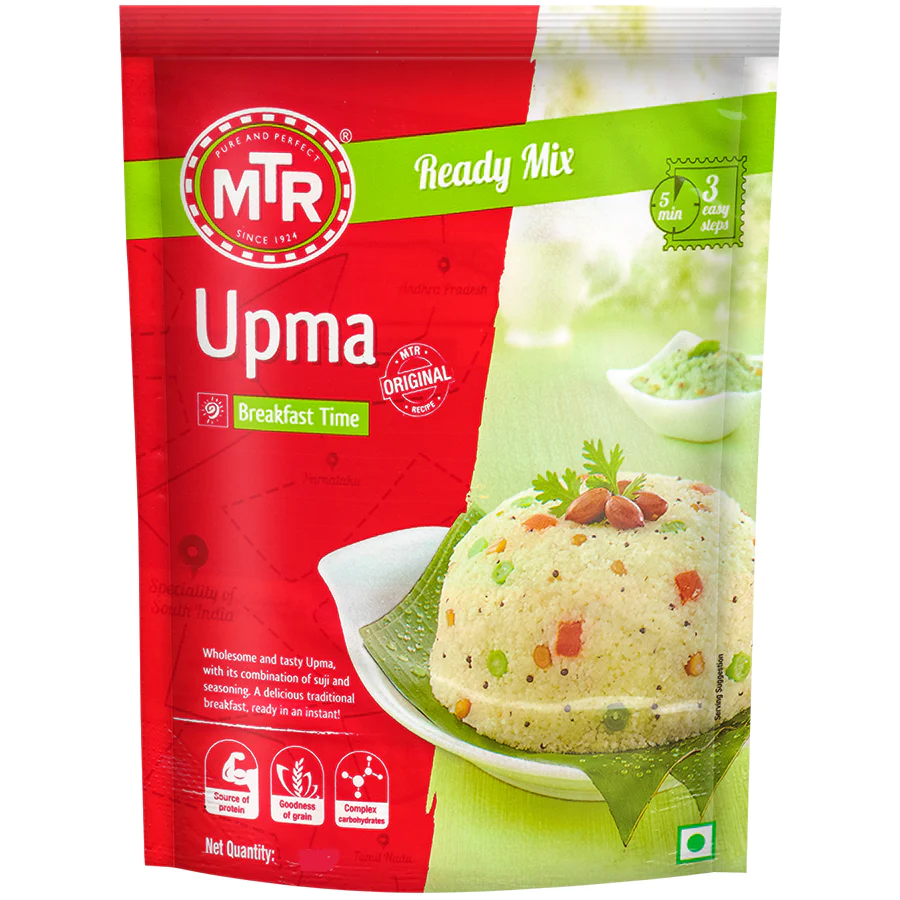 PURE AND PERFECT
MTR
®
SINCE 1924
Ready Mix
5
min
3
easy
steps
Andhra Pradesh
Upma
MTR
ORIGINAL
RECIPE
Breakfast Time
Karnataka
Speciality of
South India
Wholesome and tasty Upma,
with its combination of suji and
seasoning. A delicious traditional
breakfast, ready in an instant!
Serving Suggestion
Source of
protein
Goodness
of grain
Complex
carbohydrates
Net Quantity:
Tamil Nadu